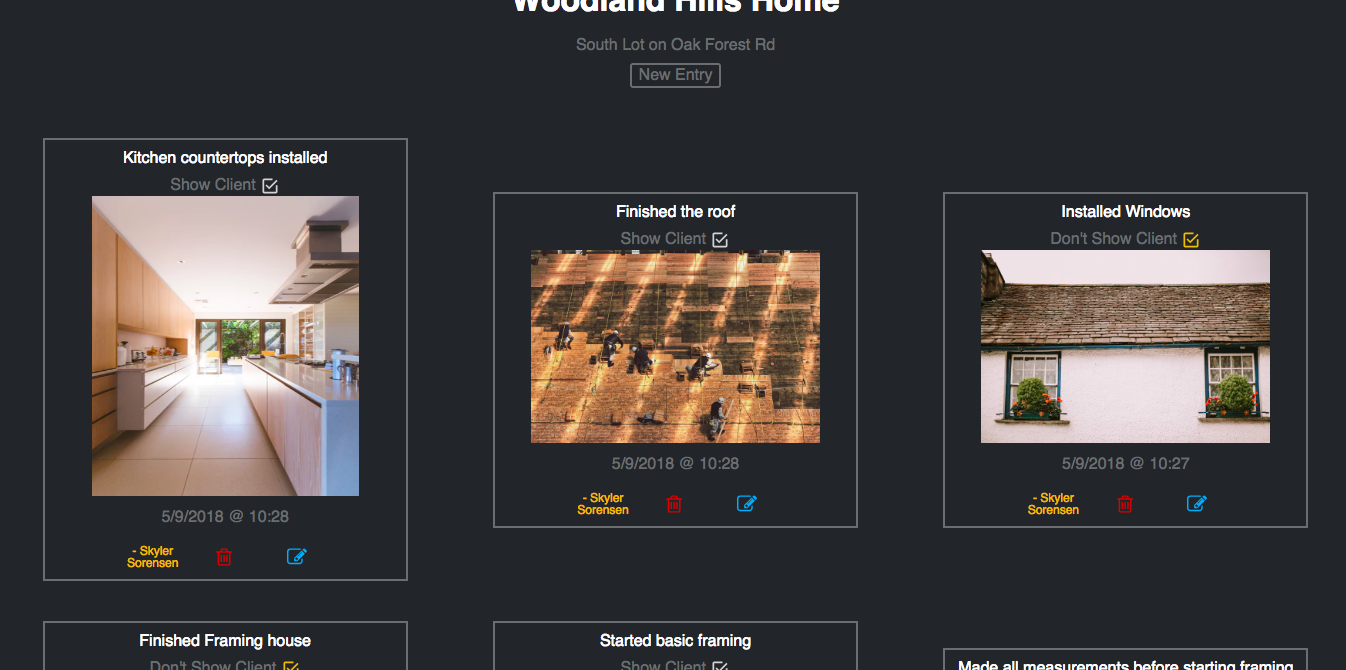 Woodland Hills Home
South Lot on Oak Forest Rd
New Entry
Kitchen countertops installed
Show Client
5/9/2018 @ 10:28
- Skyler
Sorensen
Finished the roof
Show Client
5/9/2018 @ 10:28
- Skyler
Sorensen
Installed Windows
Don't Show Client
5/9/2018 @ 10:27
- Skyler
Sorensen
Finished Framing house
Don't Show Client
Started basic framing
Show Client
Made all measurements before starting framing